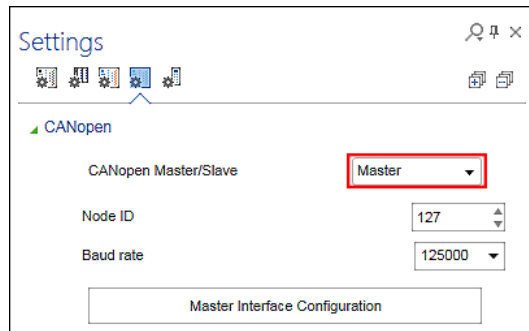 Settings
CANopen
CANopen Master/Slave Master
Node ID 127
Baud rate 125000
Master Interface Configuration